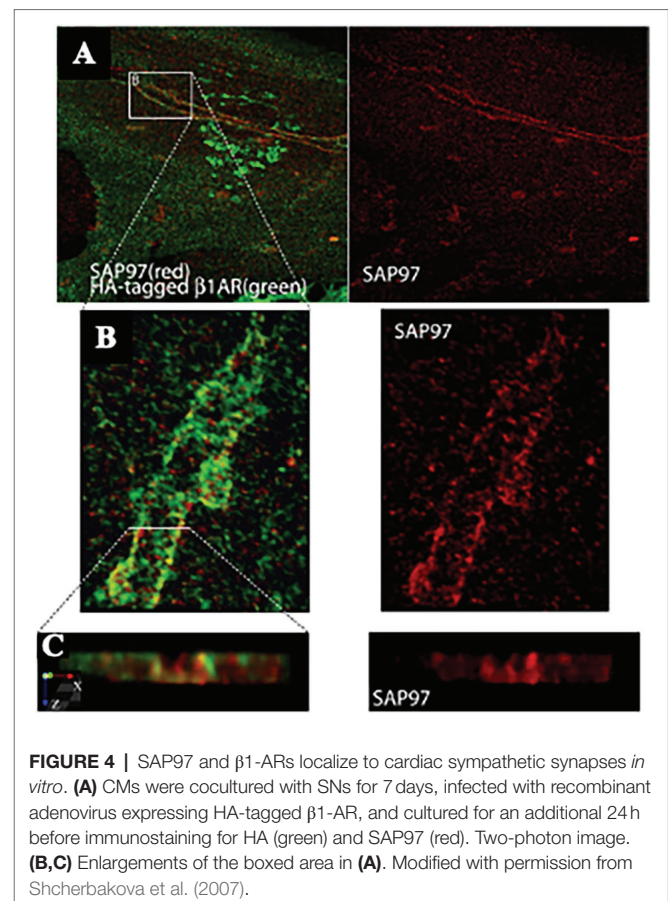 A
B
SAP97(red)
HA-tagged β1AR(green)
SAP97
B
SAP97
C
X
Z
SAP97
FIGURE 4 | SAP97 and β1-ARs localize to cardiac sympathetic synapses in
vitro. (A) CMs were cocultured with SNs for 7 days, infected with recombinant
adenovirus expressing HA-tagged β1-AR, and cultured for an additional 24 h
before immunostaining for HA (green) and SAP97 (red). Two-photon image.
(B,C) Enlargements of the boxed area in (A). Modified with permission from
Shcherbakova et al. (2007).